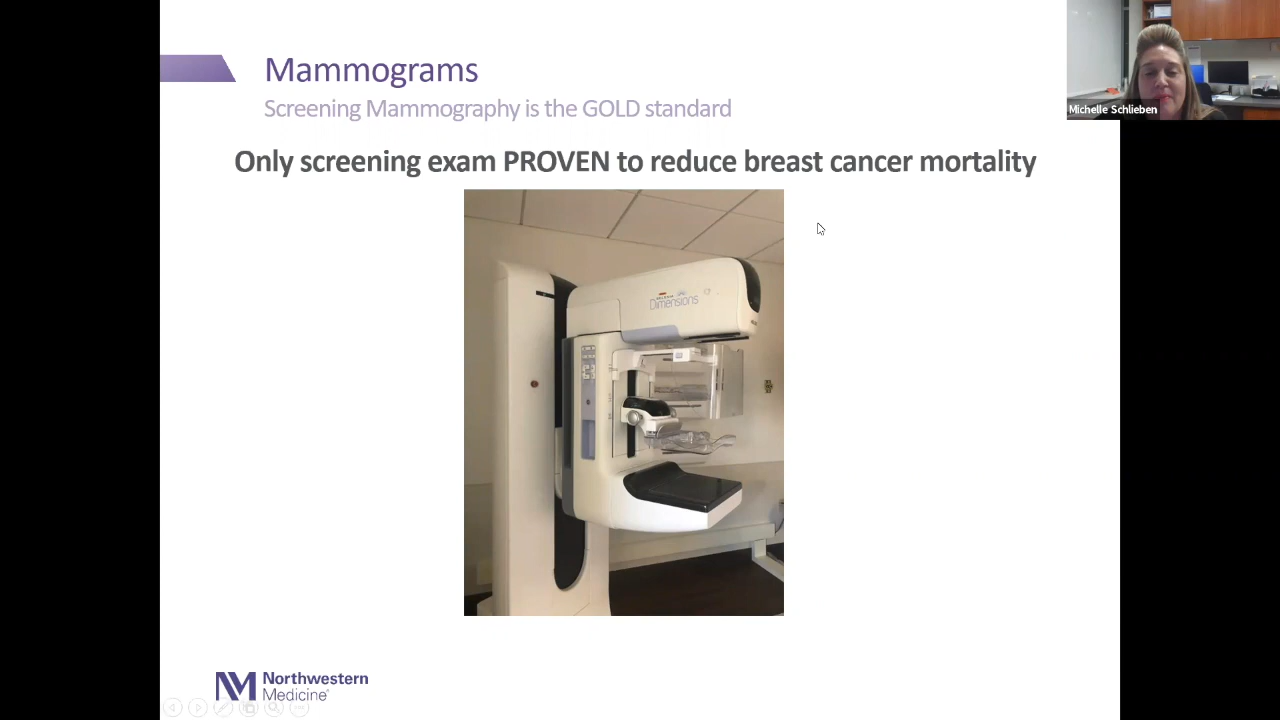 Mammograms
Screening Mammography is the GOLD standard
Only screening exam PROVEN to reduce breast cancer mortality
Michelle Schlieben
Dimensions
Northwestern
Medicine®